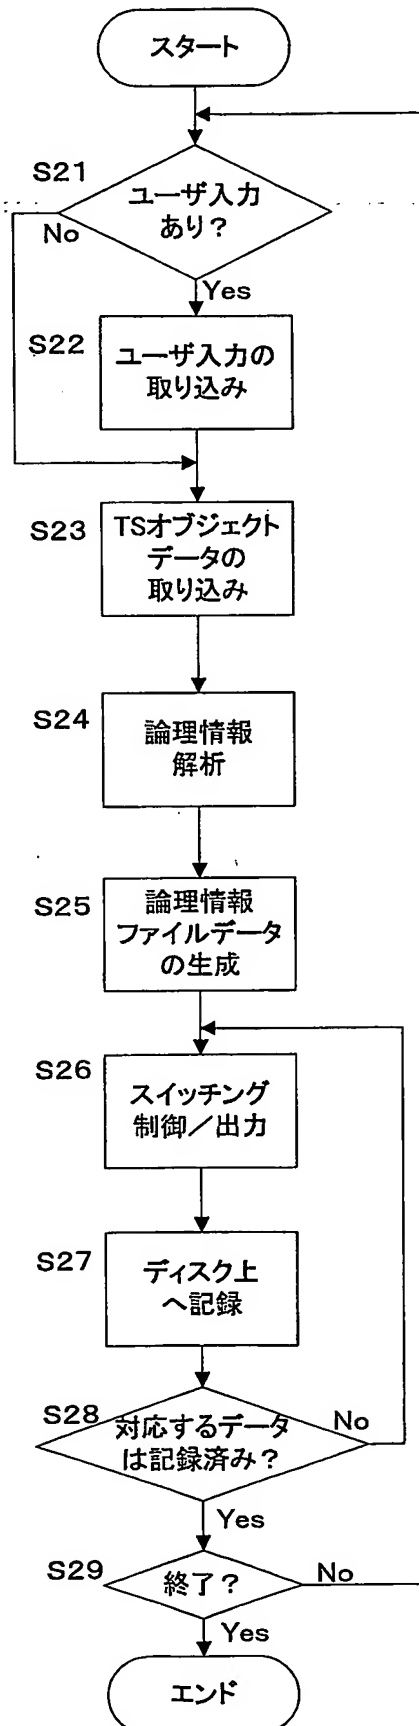 スタート
S21
ユーザ入力
あり？
No
Yes
S22
ユーザ入力の
取り込み
S23
TSオブジェクト
データの
取り込み
S24
論理情報
解析
S25
論理情報
ファイルデータ
の生成
S26
スイッチング
制御／出力
S27
ディスク上
へ記録
S28
対応するデータ
は記録済み？
No
Yes
S29
終了？
No
Yes
エンド